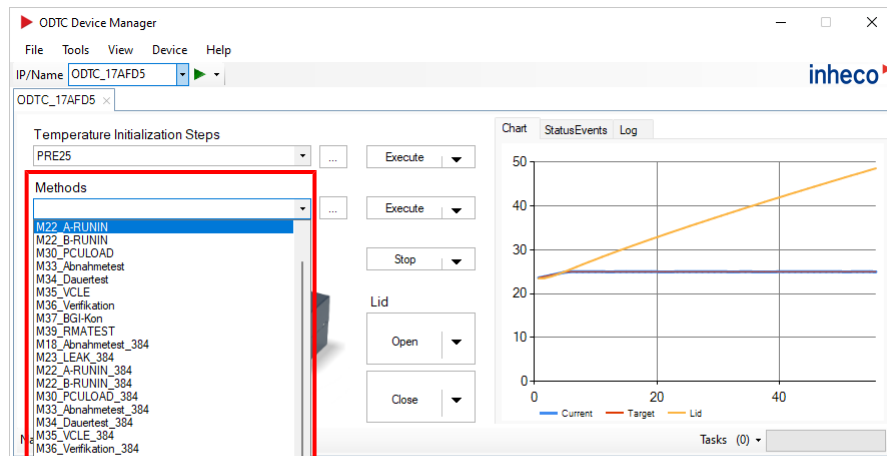 ODTC Device Manager
File Tools View Device Help
IP/Name ODTC_17AFD5
inheco
ODTC_17AFD5
Temperature Initialization Steps
PRE25
...
Execute
Methods
...
Execute
M22_A-RUNIN
M22_B-RUNIN
M30_PCULOAD
M33_Abnahmetest
M34_Dauertest
M35_VCLE
M36_Verifikation
M37_BGI-Kon
M39_RMATEST
M18_Abnahmetest_384
M23_LEAK_384
M22_A-RUNIN_384
M22_B-RUNIN_384
M30_PCULOAD_384
M33_Abnahmetest_384
M34_Dauertest_384
M35_VCLE_384
M36_Verifikation_384
Stop
Lid
Open
Close
Chart StatusEvents Log
50
40
30
20
10
0
0 20 40
Current Target Lid
Tasks (0)